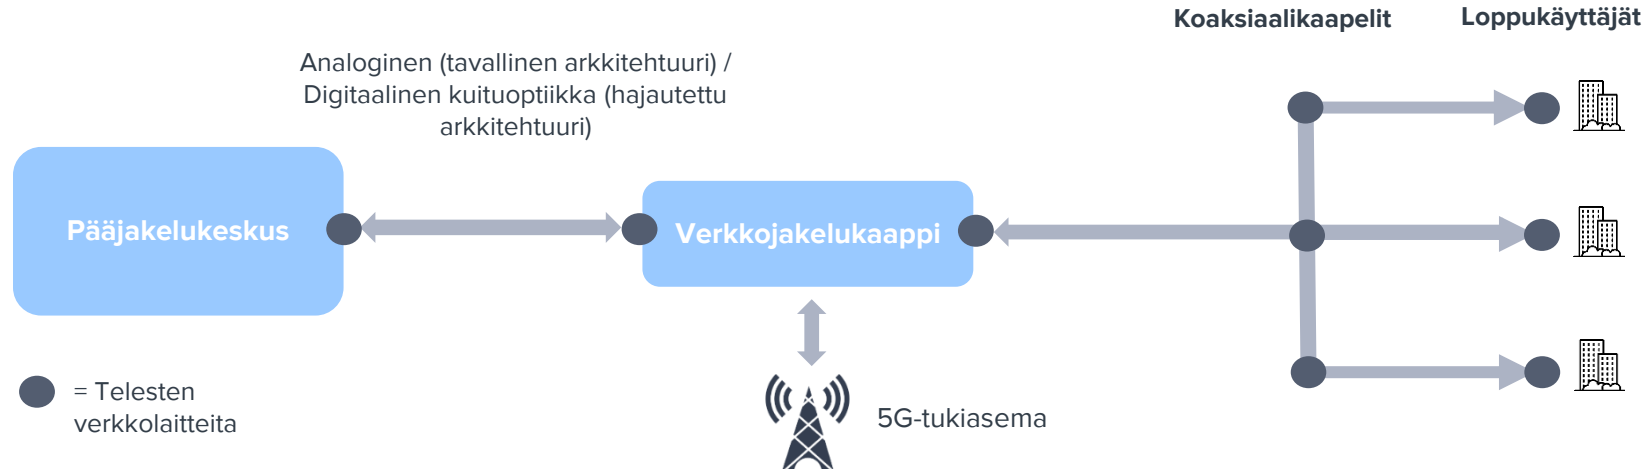 Koaksiaalikaapelit
Loppukäyttäjät
Analoginen (tavallinen arkkitehtuuri) /
Digitaalinen kuituoptiikka (hajautettu
arkkitehtuuri)
Pääjakelukeskus
Verkkojakelukaappi
= Telesten
verkkolaitteita
5G-tukiasema